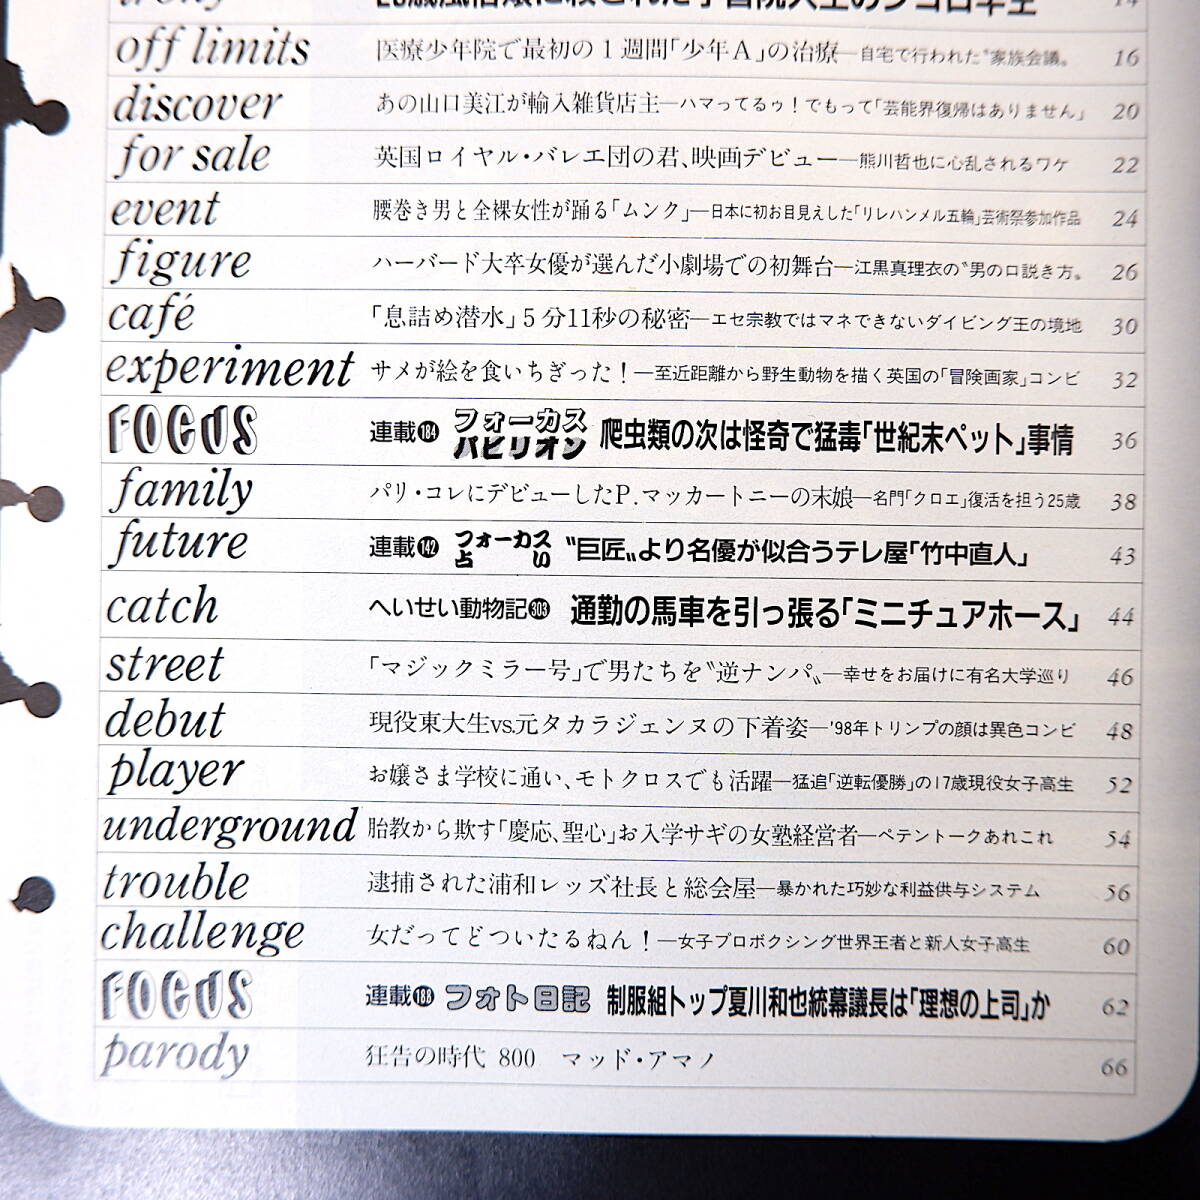 14
off limits 医療少年院で最初の1週間「少年A」の治療―自宅で行われた〝家族会議〟 16
discover あの山口美江が輸入雑貨店主―ハマってるゥ!でもって「芸能界復帰はありません」 20
for sale 英国ロイヤル・バレエ団の君、映画デビュー―熊川哲也に心乱されるワケ 22
event 腰巻き男と全裸女性が踊る「ムンク」―日本に初お目見えした「リレハンメル五輪」芸術祭参加作品 24
figure ハーバード大卒女優が選んだ小劇場での初舞台―江黒真理衣の〝男の口説き方〟 26
café 「息詰め潜水」5分11秒の秘密―エセ宗教ではマネできないダイビング王の境地 30
experiment サメが絵を食いちぎった!―至近距離から野生動物を描く英国の「冒険画家」コンビ 32
FOCUS 連載184 フォーカスパビリオン 爬虫類の次は怪奇で猛毒「世紀末ペット」事情 36
family パリ・コレにデビューしたP.マッカートニーの末娘―名門「クロエ」復活を担う25歳 38
future 連載142 フォーカス占い 〝巨匠〟より名優が似合うテレ屋「竹中直人」 43
catch へいせい動物記303 通勤の馬車を引っ張る「ミニチュアホース」 44
street 「マジックミラー号」で男たちを〝逆ナンパ〟―幸せをお届けに有名大学巡り 46
debut 現役東大生vs.元タカラジェンヌの下着姿―'98年トリンプの顔は異色コンビ 48
player お嬢さま学校に通い、モトクロスでも活躍―猛追「逆転優勝」の17歳現役女子高生 52
underground 胎教から欺す「慶応、聖心」お入学サギの女塾経営者―ペテントークあれこれ 54
trouble 逮捕された浦和レッズ社長と総会屋―暴かれた巧妙な利益供与システム 56
challenge 女だってどついたるねん!―女子プロボクシング世界王者と新人女子高生 60
FOCUS 連載188 フォト日記 制服組トップ夏川和也統幕議長は「理想の上司」か 62
parody 狂告の時代 800 マッド・アマノ 66